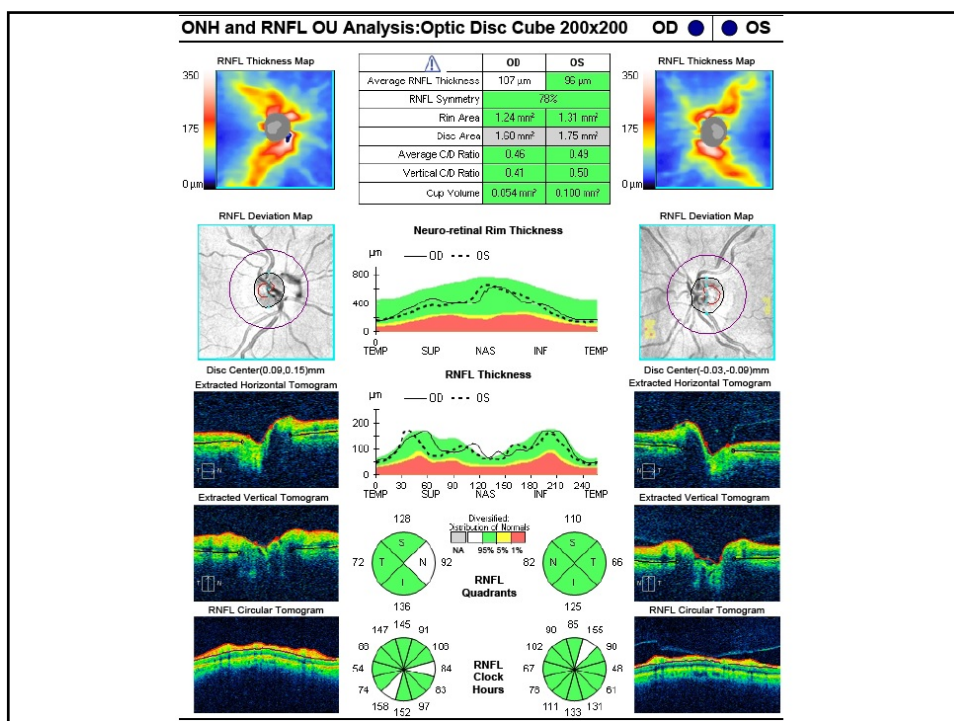 ONH and RNFL OU Analysis:Optic Disc Cube 200x200 OD OS
RNFL Thickness Map
350
175
0 µm
OD OS
Average RNFL Thickness 107 µm 96 µm
RNFL Symmetry 78%
Rim Area 1.24 mm² 1.31 mm²
Disc Area 1.60 mm² 1.75 mm²
Average C/D Ratio 0.46 0.49
Vertical C/D Ratio 0.41 0.50
Cup Volume 0.054 mm³ 0.100 mm³
RNFL Thickness Map
350
175
0 µm
RNFL Deviation Map
Disc Center(0.09,0.15)mm
Neuro-retinal Rim Thickness
µm OD OS
800
400
0
TEMP SUP NAS INF TEMP
RNFL Deviation Map
Disc Center(-0.03,-0.09)mm
Extracted Horizontal Tomogram
T N
RNFL Thickness
µm OD OS
200
100
0
0 30 60 90 120 150 180 210 240
TEMP SUP NAS INF TEMP
Extracted Horizontal Tomogram
T N
Extracted Vertical Tomogram
T N
128
72 S N I T 92
136
Diversified:
Distribution of Normals
NA 95% 5% 1%
RNFL
Quadrants
110
82 S T I N 66
125
Extracted Vertical Tomogram
T N
RNFL Circular Tomogram
145
147 91
54 84
74
158 97
152
RNFL
Clock
Hours
85
90 155
102 90
67 48
61
111 131
133
RNFL Circular Tomogram